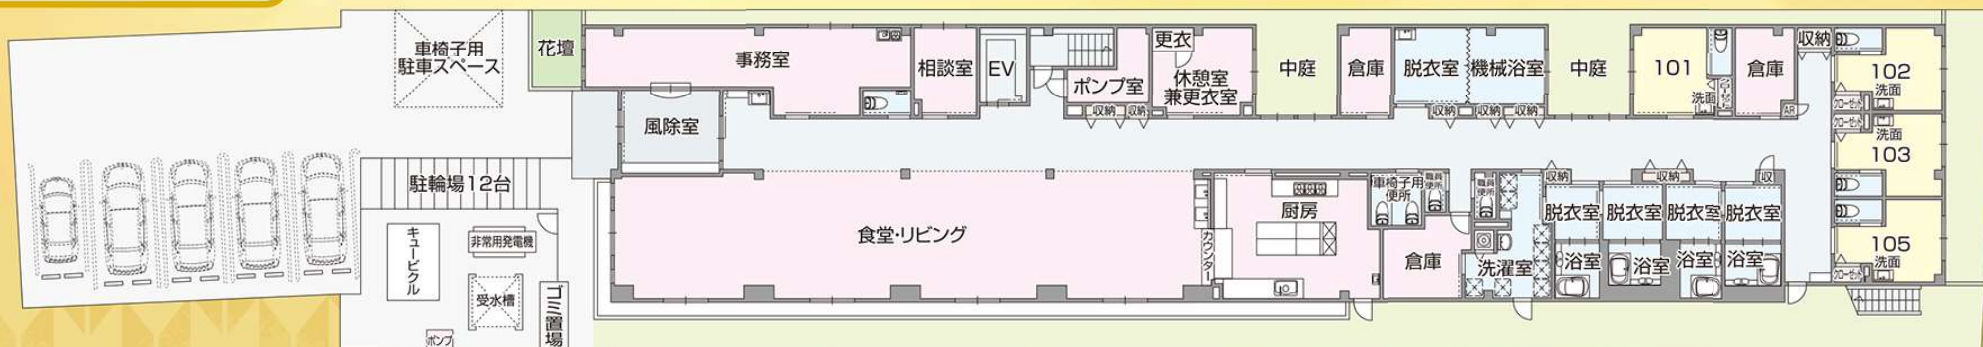 車椅子用
駐車スペース
花壇
事務室
相談室
EV
ポンプ室
収納
収納
更衣
休憩室
兼更衣室
中庭
倉庫
脱衣室
機械浴室
収納
収納
収納
中庭
101
洗面
クローゼット
倉庫
AR
収納
102
洗面
クローゼット
クローゼット
洗面
103
105
洗面
クローゼット
風除室
駐輪場12台
キュービクル
非常用発電機
受水槽
ゴミ置場
ポンプ
食堂・リビング
カウンター
厨房
車椅子用
便所
職員
便所
倉庫
職員
便所
洗濯室
収納
収納
収
脱衣室
脱衣室
脱衣室
脱衣室
浴室
浴室
浴室
浴室